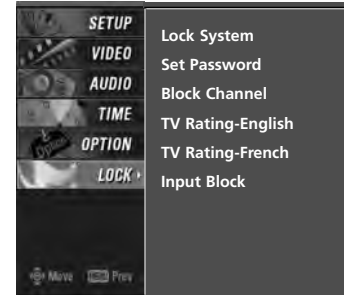 SETUP
VIDEO
AUDIO
TIME
OPTION
LOCK
Lock System
Set Password
Block Channel
TV Rating-English
TV Rating-French
Input Block
Move
Prev